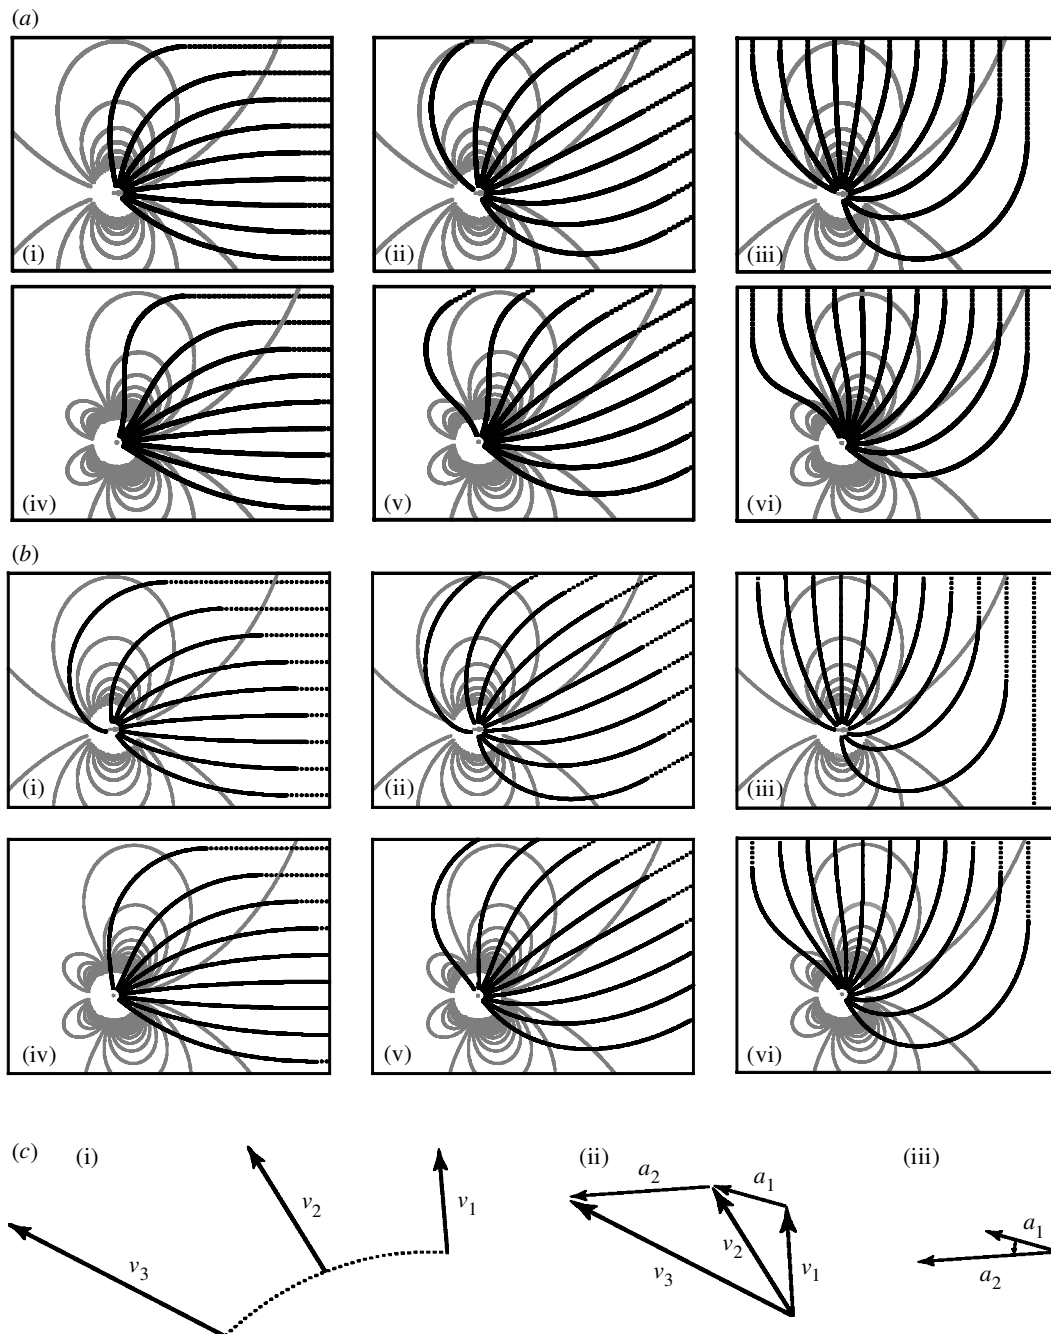 (a)
(i) (ii) (iii)
(iv) (v) (vi)
(b)
(i) (ii) (iii)
(iv) (v) (vi)
(c) (i) (ii) (iii)
v3 v2 v1
a2 a1 v3 v2 v1
a1 a2